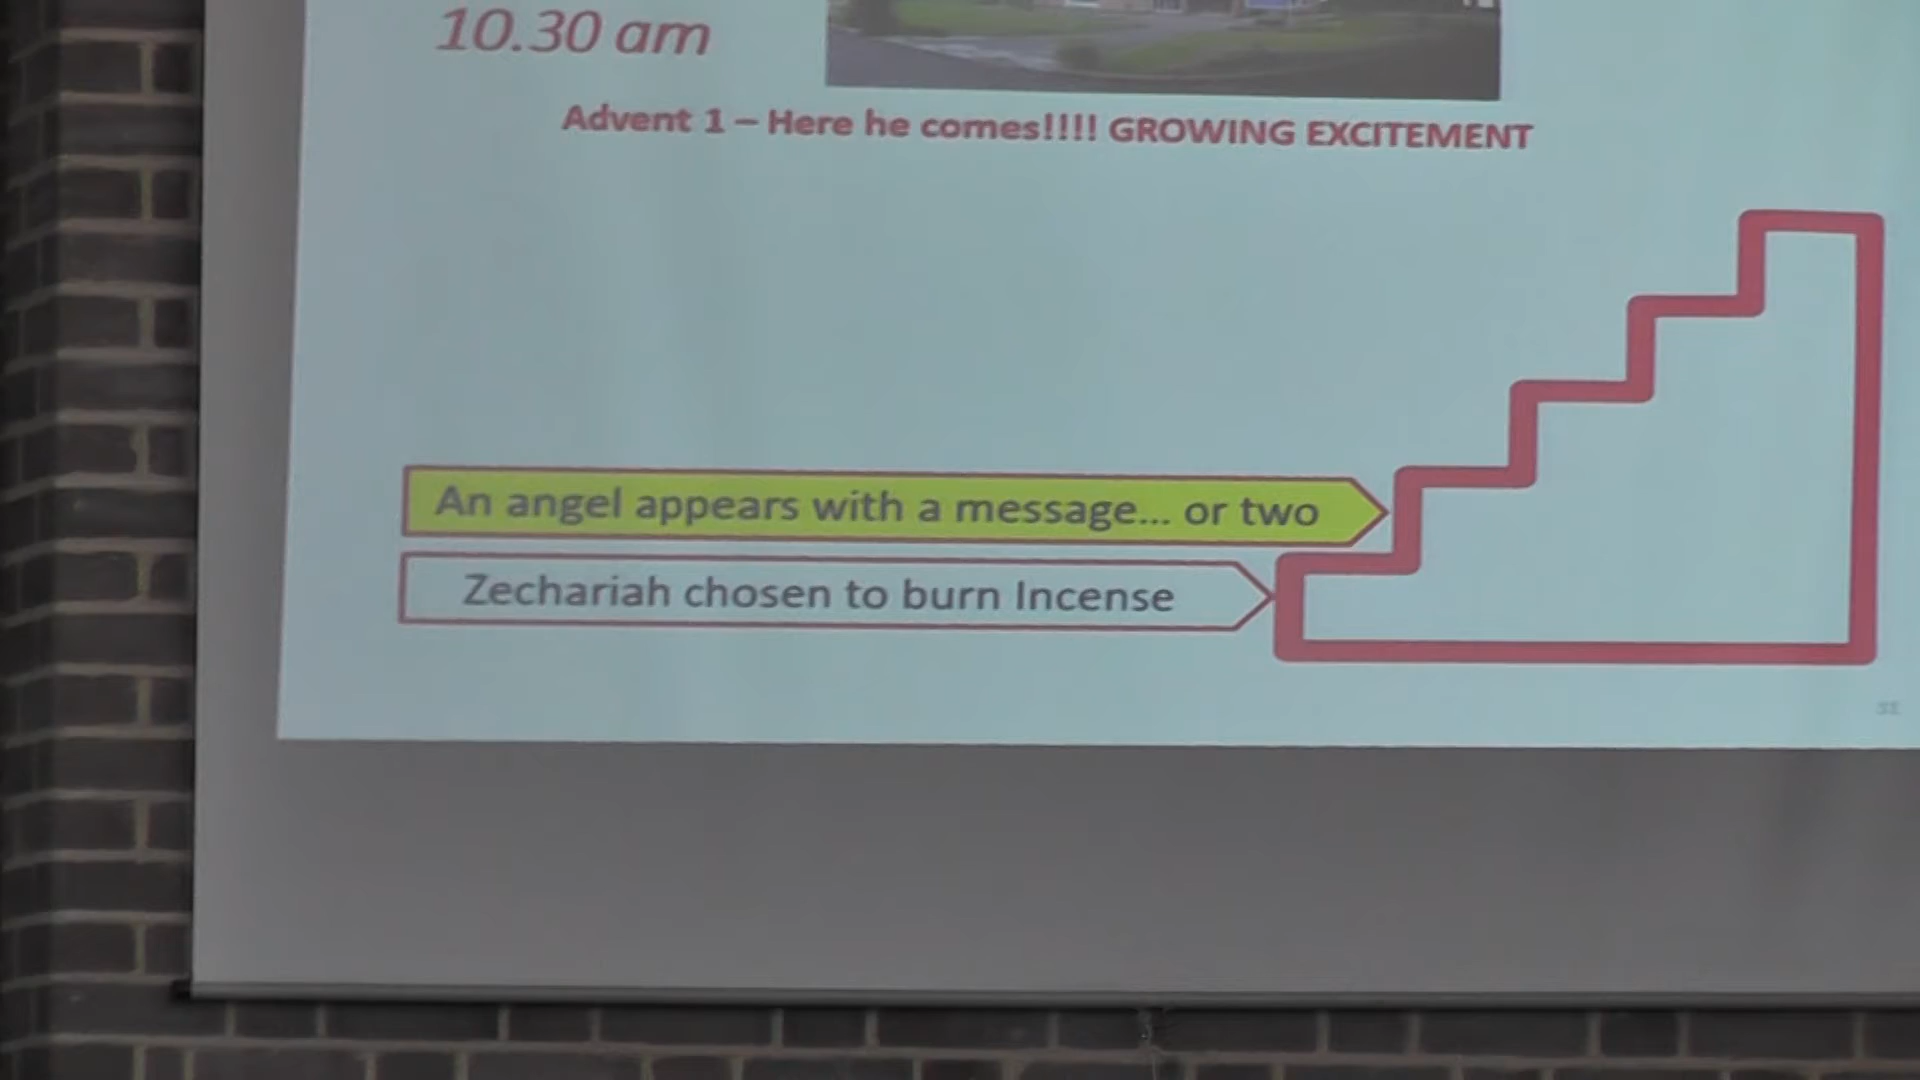 10.30 am
Advent 1 – Here he comes!!!! GROWING EXCITEMENT
An angel appears with a message... or two
Zechariah chosen to burn Incense